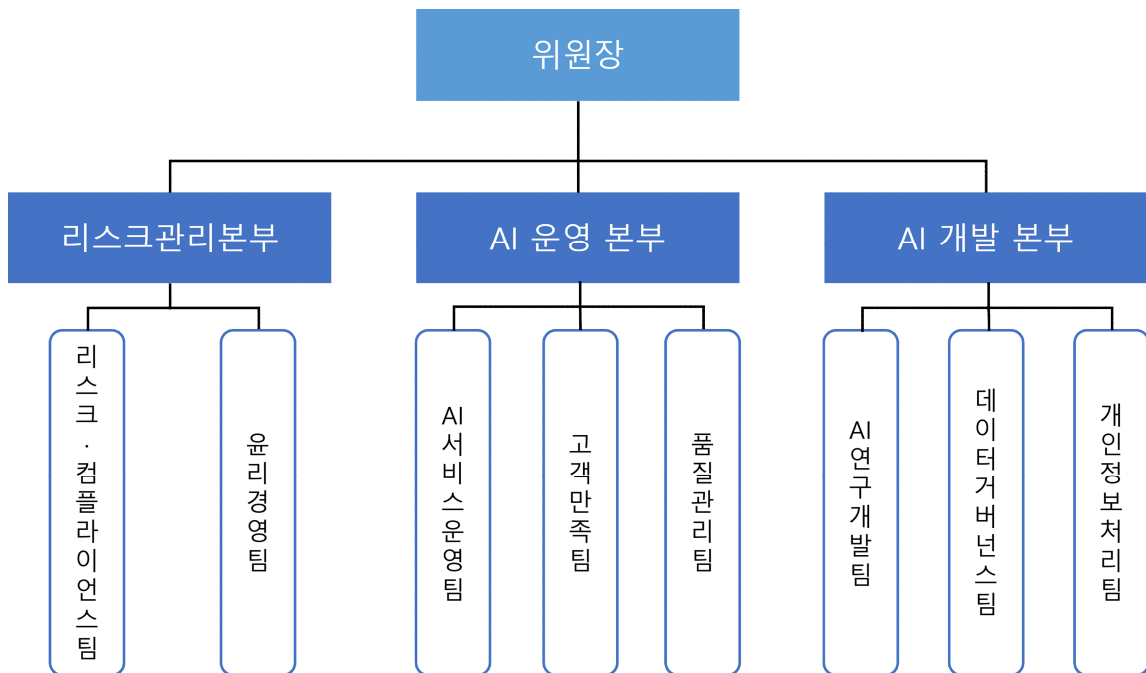 위원장
리스크관리본부
AI 운영 본부
AI 개발 본부
리스크·컴플라이언스팀
윤리경영팀
AI서비스운영팀
고객만족팀
품질관리팀
AI연구개발팀
데이터거버넌스팀
개인정보처리팀